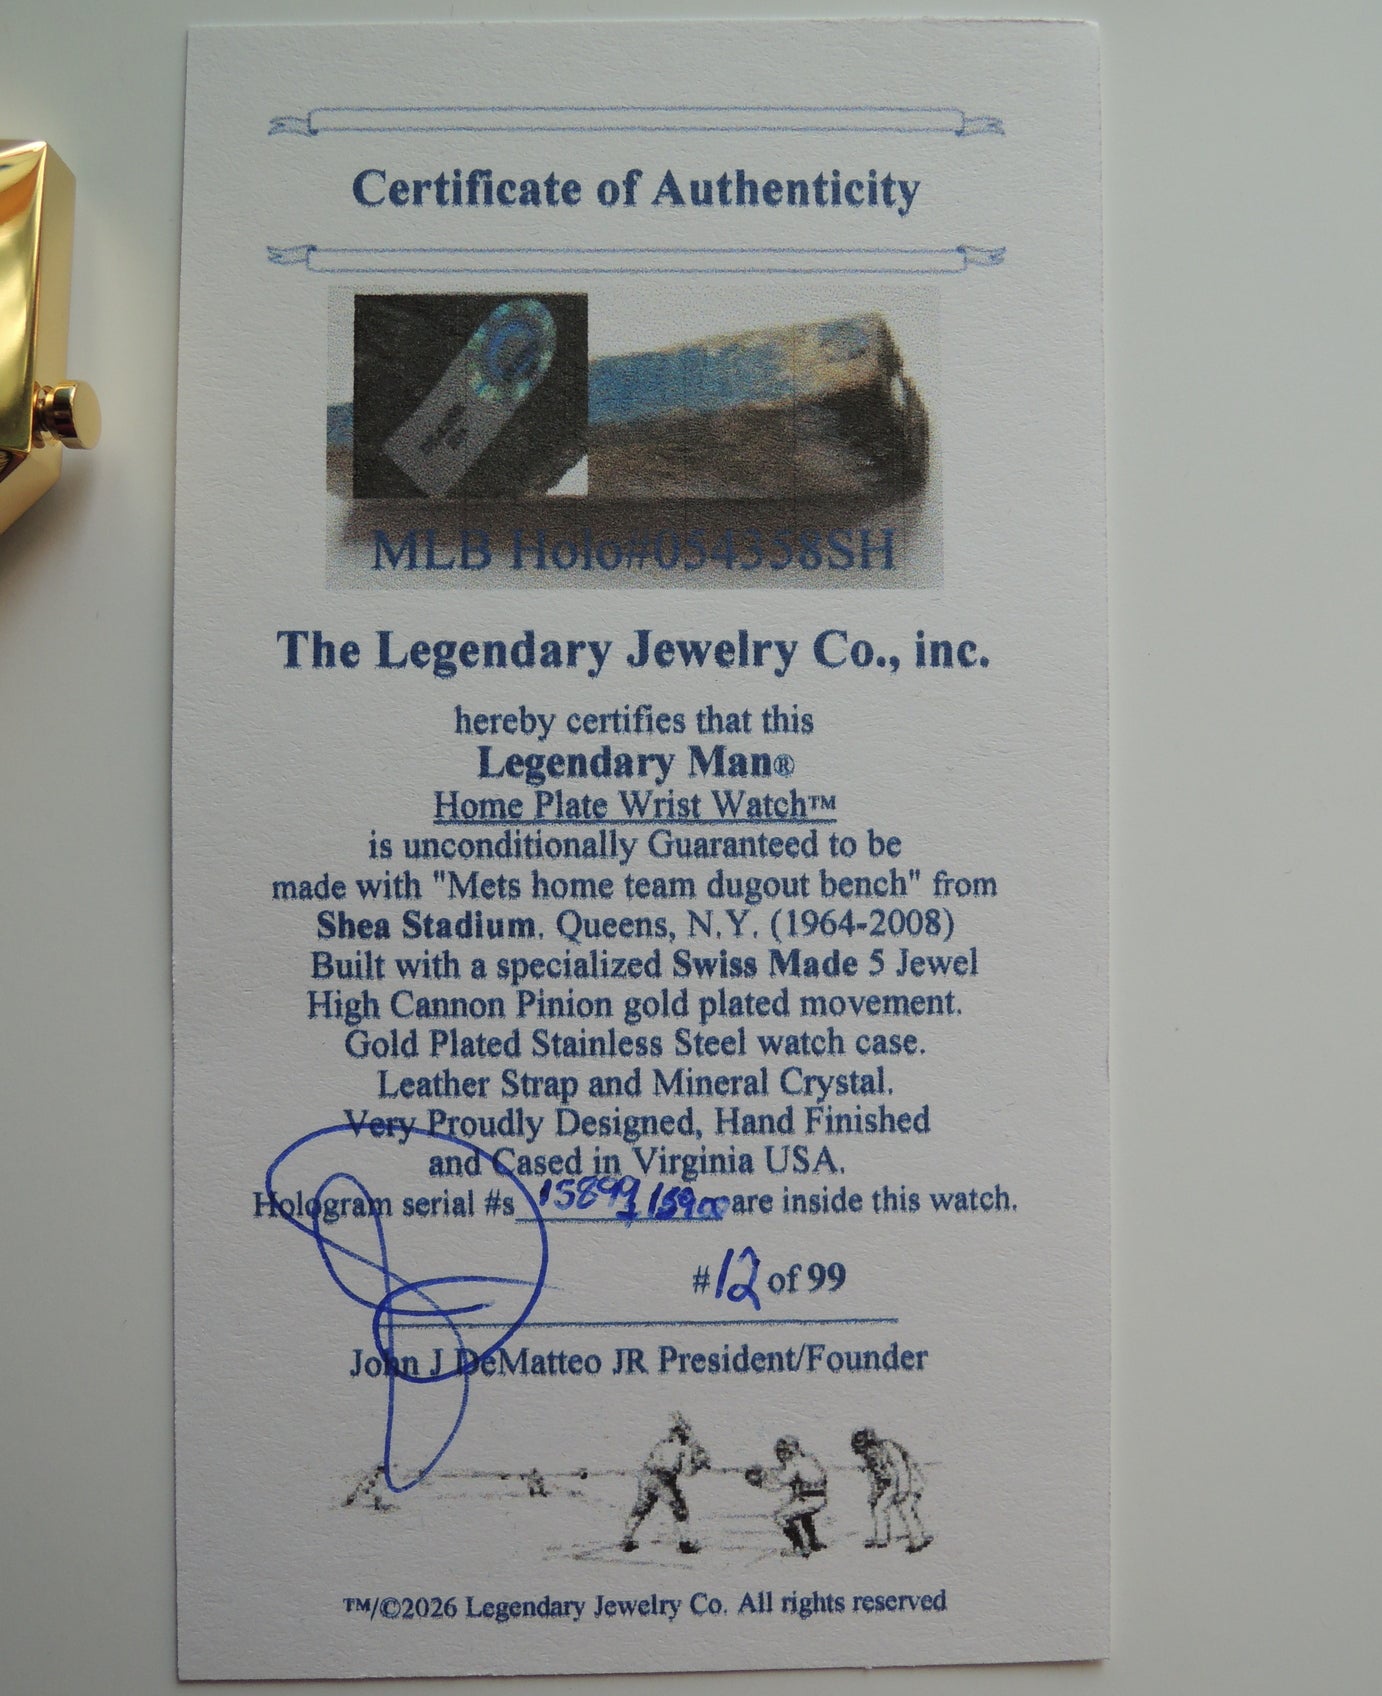 Certificate of Authenticity
MLB Holo#054358SH
The Legendary Jewelry Co., inc.
hereby certifies that this
Legendary Man®
Home Plate Wrist Watch™
is unconditionally Guaranteed to be
made with "Mets home team dugout bench" from
Shea Stadium, Queens, N.Y. (1964-2008)
Built with a specialized Swiss Made 5 Jewel
High Cannon Pinion gold plated movement.
Gold Plated Stainless Steel watch case.
Leather Strap and Mineral Crystal.
Very Proudly Designed, Hand Finished
and Cased in Virginia USA.
Hologram serial #s 15899 15900 are inside this watch.
#12 of 99
John J DeMatteo JR President/Founder
™/©2026 Legendary Jewelry Co. All rights reserved